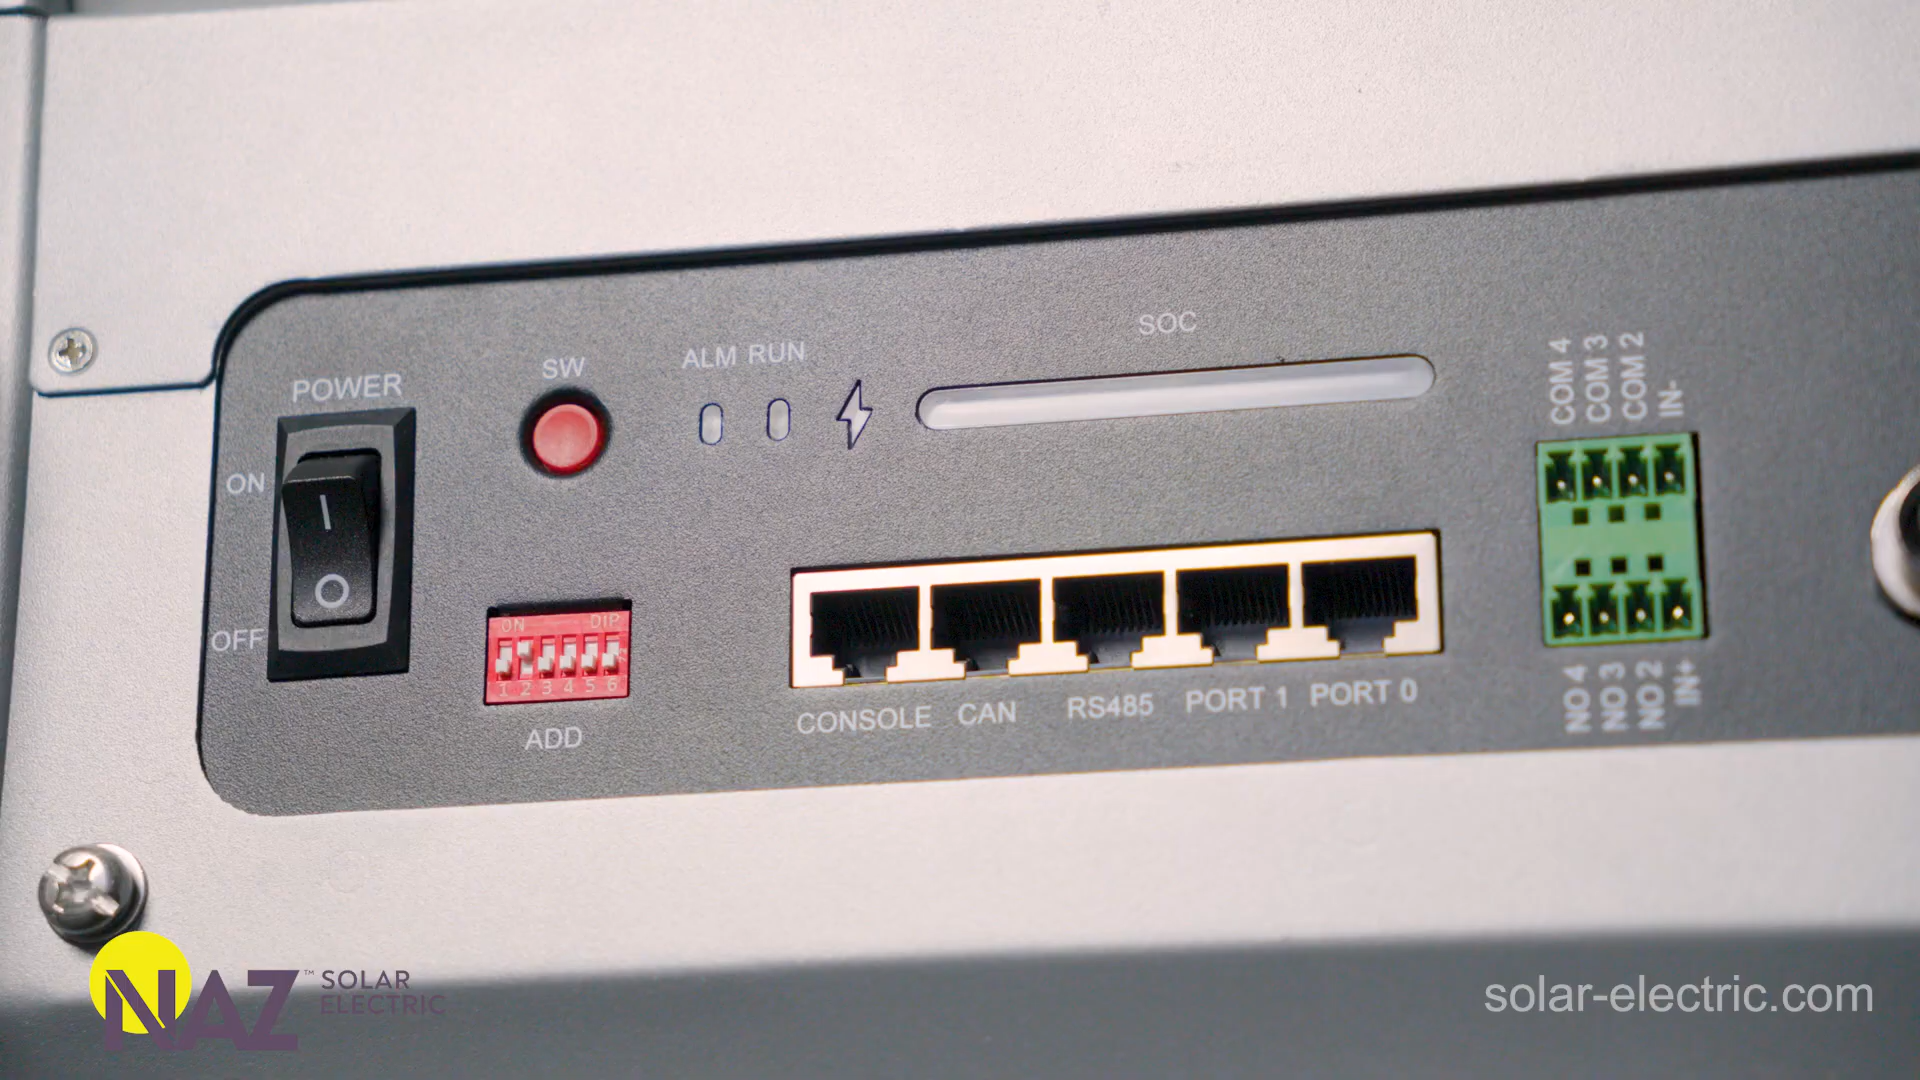 SOC
ALM RUN
SW
POWER
ON
I
O
OFF
COM 4
COM 3
COM 2
IN-
ON DIP
1 2 3 4 5 6
ADD
CONSOLE CAN RS485 PORT 1 PORT 0
NO 4
NO 3
NO 2
IN+
NAZ™ SOLAR
ELECTRIC
solar-electric.com